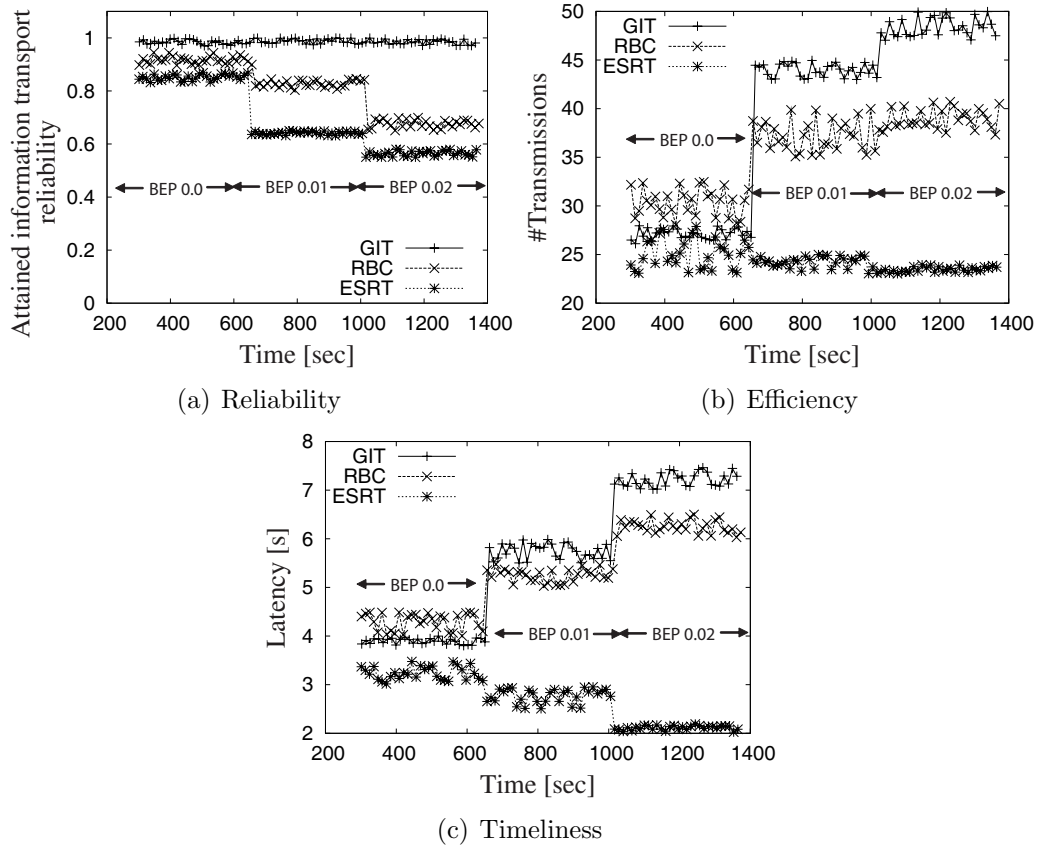 Attained information transport
reliability
1
0.8
0.6
0.4
0.2
0
GIT
RBC
ESRT
BEP 0.0
BEP 0.01
BEP 0.02
200 400 600 800 1000 1200 1400
Time [sec]
(a) Reliability
#Transmissions
50
45
40
35
30
25
20
GIT
RBC
ESRT
BEP 0.0
BEP 0.01
BEP 0.02
200 400 600 800 1000 1200 1400
Time [sec]
(b) Efficiency
Latency [s]
8
7
6
5
4
3
2
GIT
RBC
ESRT
BEP 0.0
BEP 0.01
BEP 0.02
200 400 600 800 1000 1200 1400
Time [sec]
(c) Timeliness